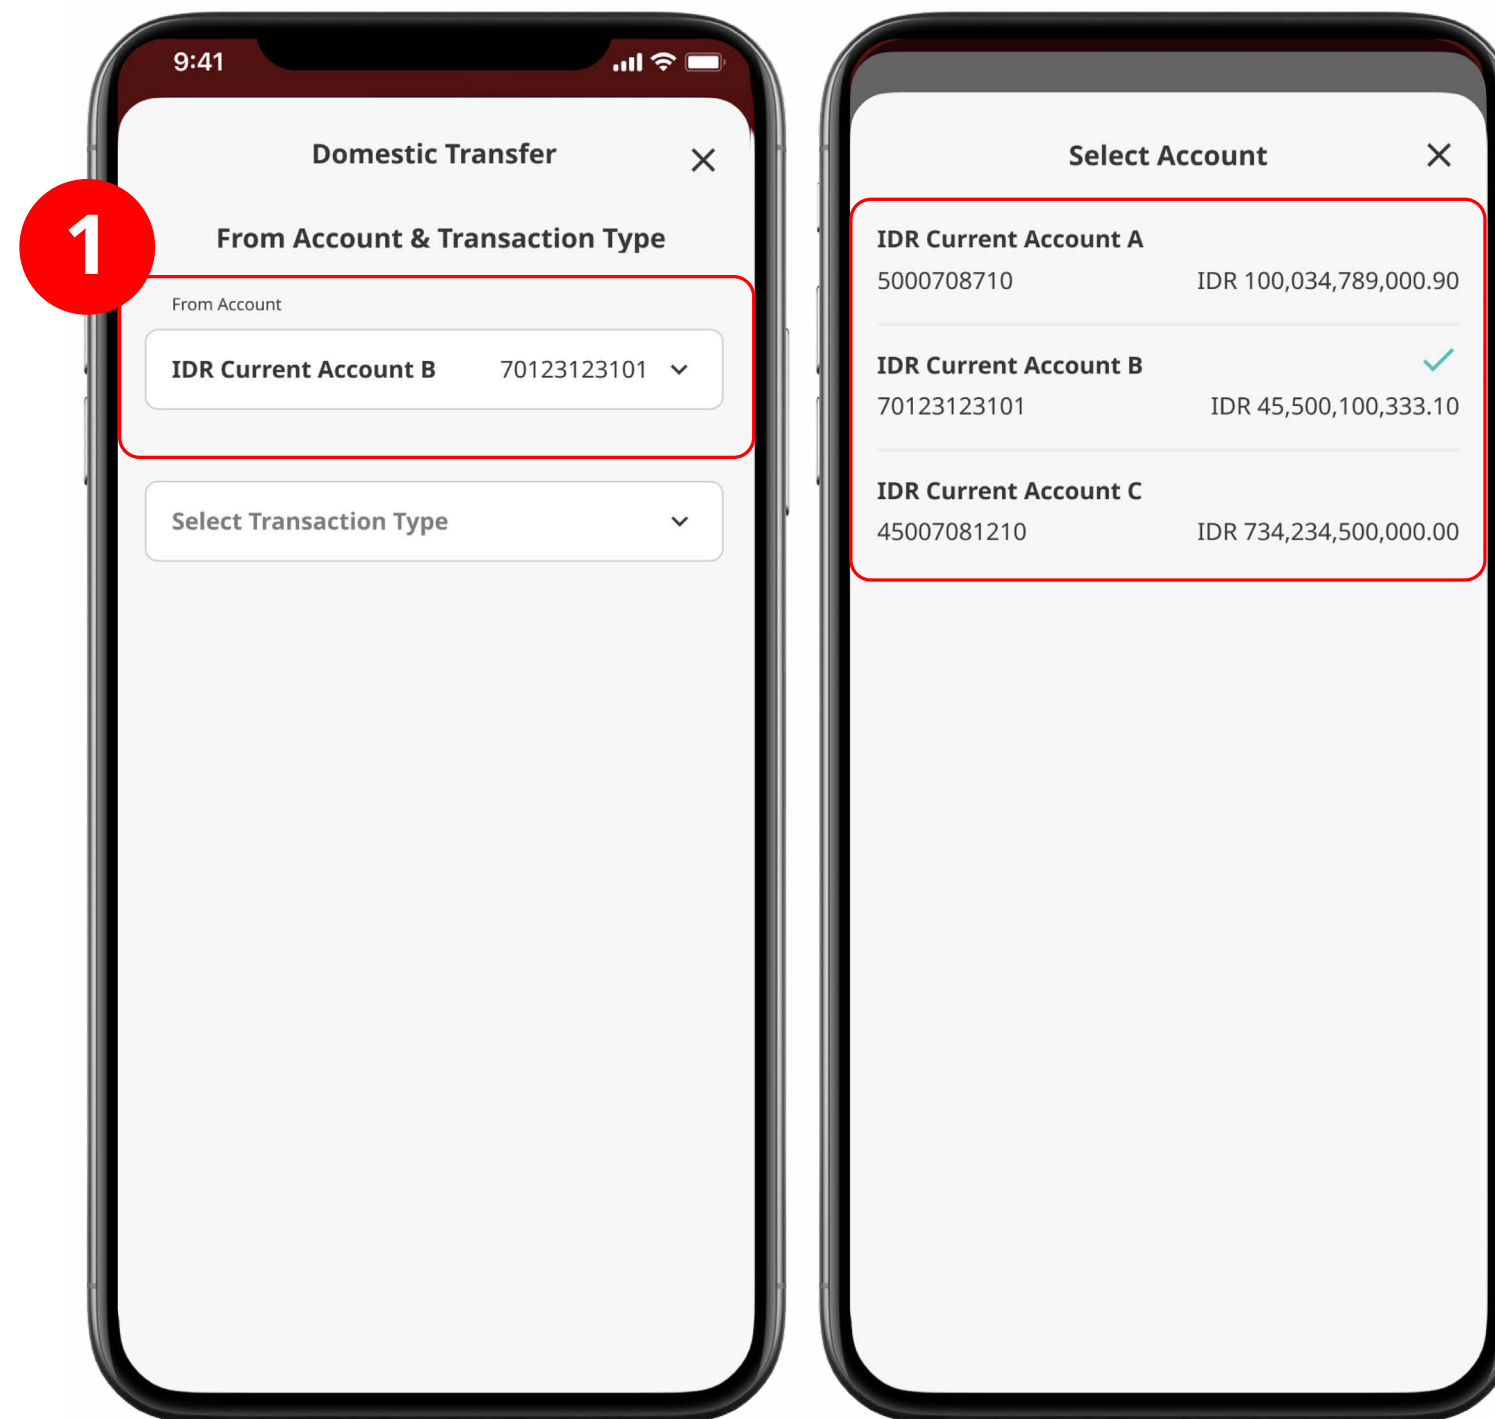 9:41
Domestic Transfer
1
From Account & Transaction Type
From Account
IDR Current Account B 70123123101
Select Transaction Type
Select Account
IDR Current Account A
5000708710 IDR 100,034,789,000.90
IDR Current Account B
70123123101 IDR 45,500,100,333.10
IDR Current Account C
45007081210 IDR 734,234,500,000.00